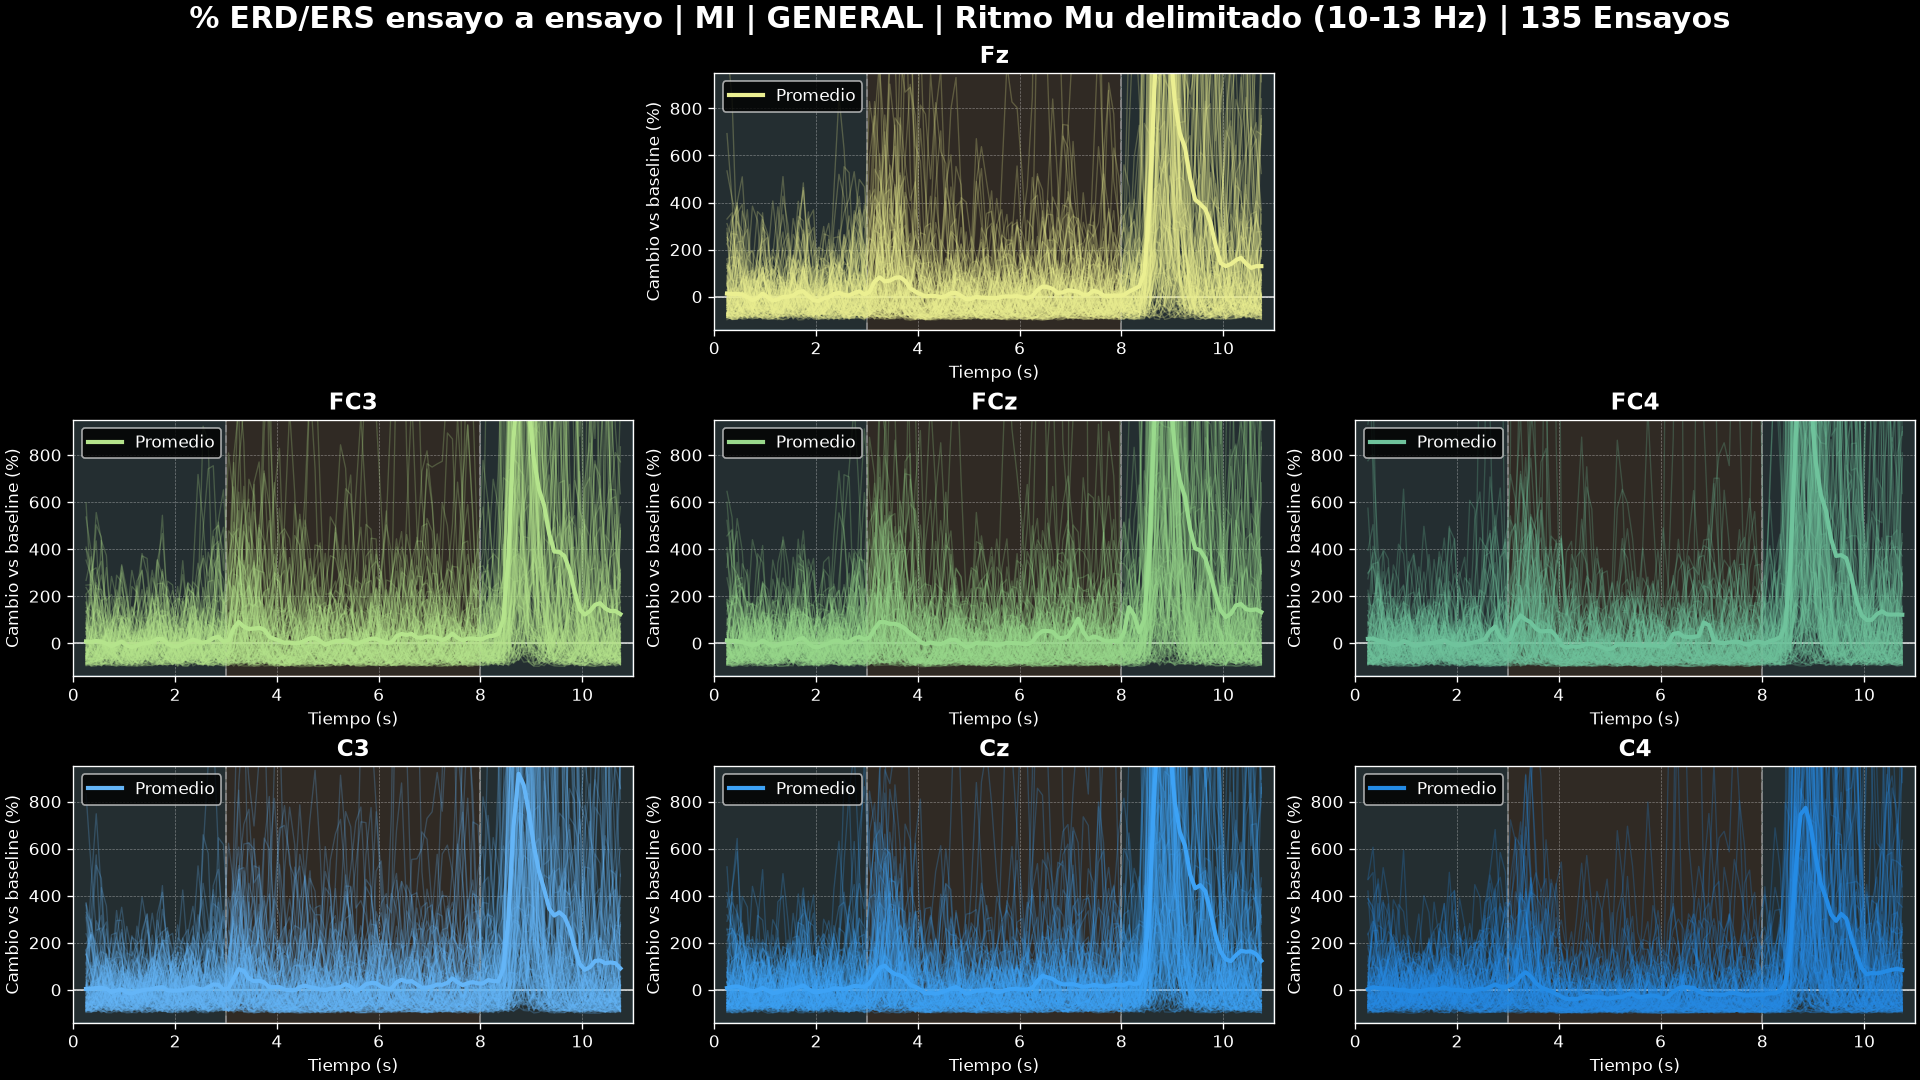 % ERD/ERS ensayo a ensayo | MI | GENERAL | Ritmo Mu delimitado (10-13 Hz) | 135 Ensayos
Fz
Promedio
Cambio vs baseline (%)
800
600
400
200
0
0 2 4 6 8 10
Tiempo (s)
FC3
Promedio
Cambio vs baseline (%)
800
600
400
200
0
0 2 4 6 8 10
Tiempo (s)
FCz
Promedio
Cambio vs baseline (%)
800
600
400
200
0
0 2 4 6 8 10
Tiempo (s)
FC4
Promedio
Cambio vs baseline (%)
800
600
400
200
0
0 2 4 6 8 10
Tiempo (s)
C3
Promedio
Cambio vs baseline (%)
800
600
400
200
0
0 2 4 6 8 10
Tiempo (s)
Cz
Promedio
Cambio vs baseline (%)
800
600
400
200
0
0 2 4 6 8 10
Tiempo (s)
C4
Promedio
Cambio vs baseline (%)
800
600
400
200
0
0 2 4 6 8 10
Tiempo (s)